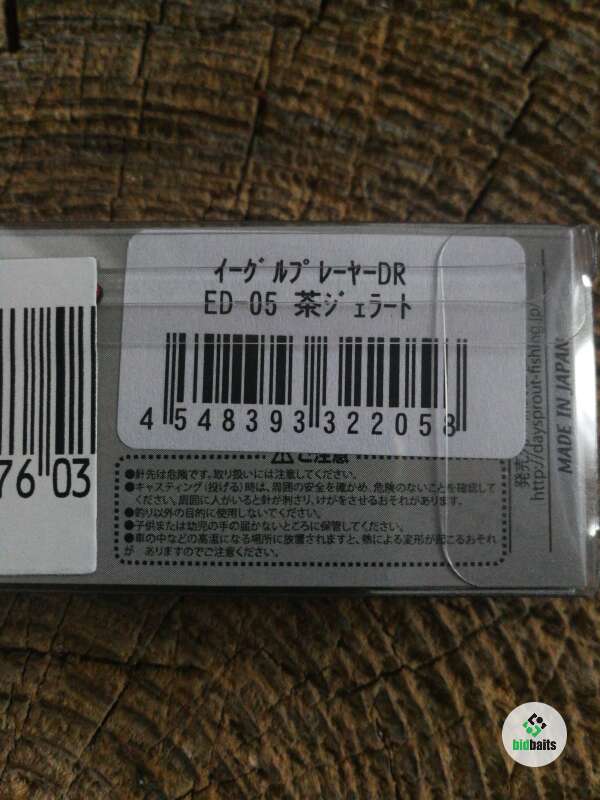 イーグルプレーヤーDR
ED-05 茶ジェラート
4 548393 322058
7603
ご注意
●針先は危険です。取り扱いには注意してください。
●キャスティング(投げる)時は、周囲の安全を確かめ、危険のないことを確認して
ください。周囲に人がいると針が刺さり、けがをさせるおそれがあります。
●釣り以外の目的に使用しないでください。
●子供または幼児の手の届かないところに保管してください。
●車の中などの高温になる場所に放置されますと、熱による変形が起こるおそれ
がありますのでご注意ください。
発売
http://daysprout-fishing.jp/
MADE IN JAPAN
bidbaits